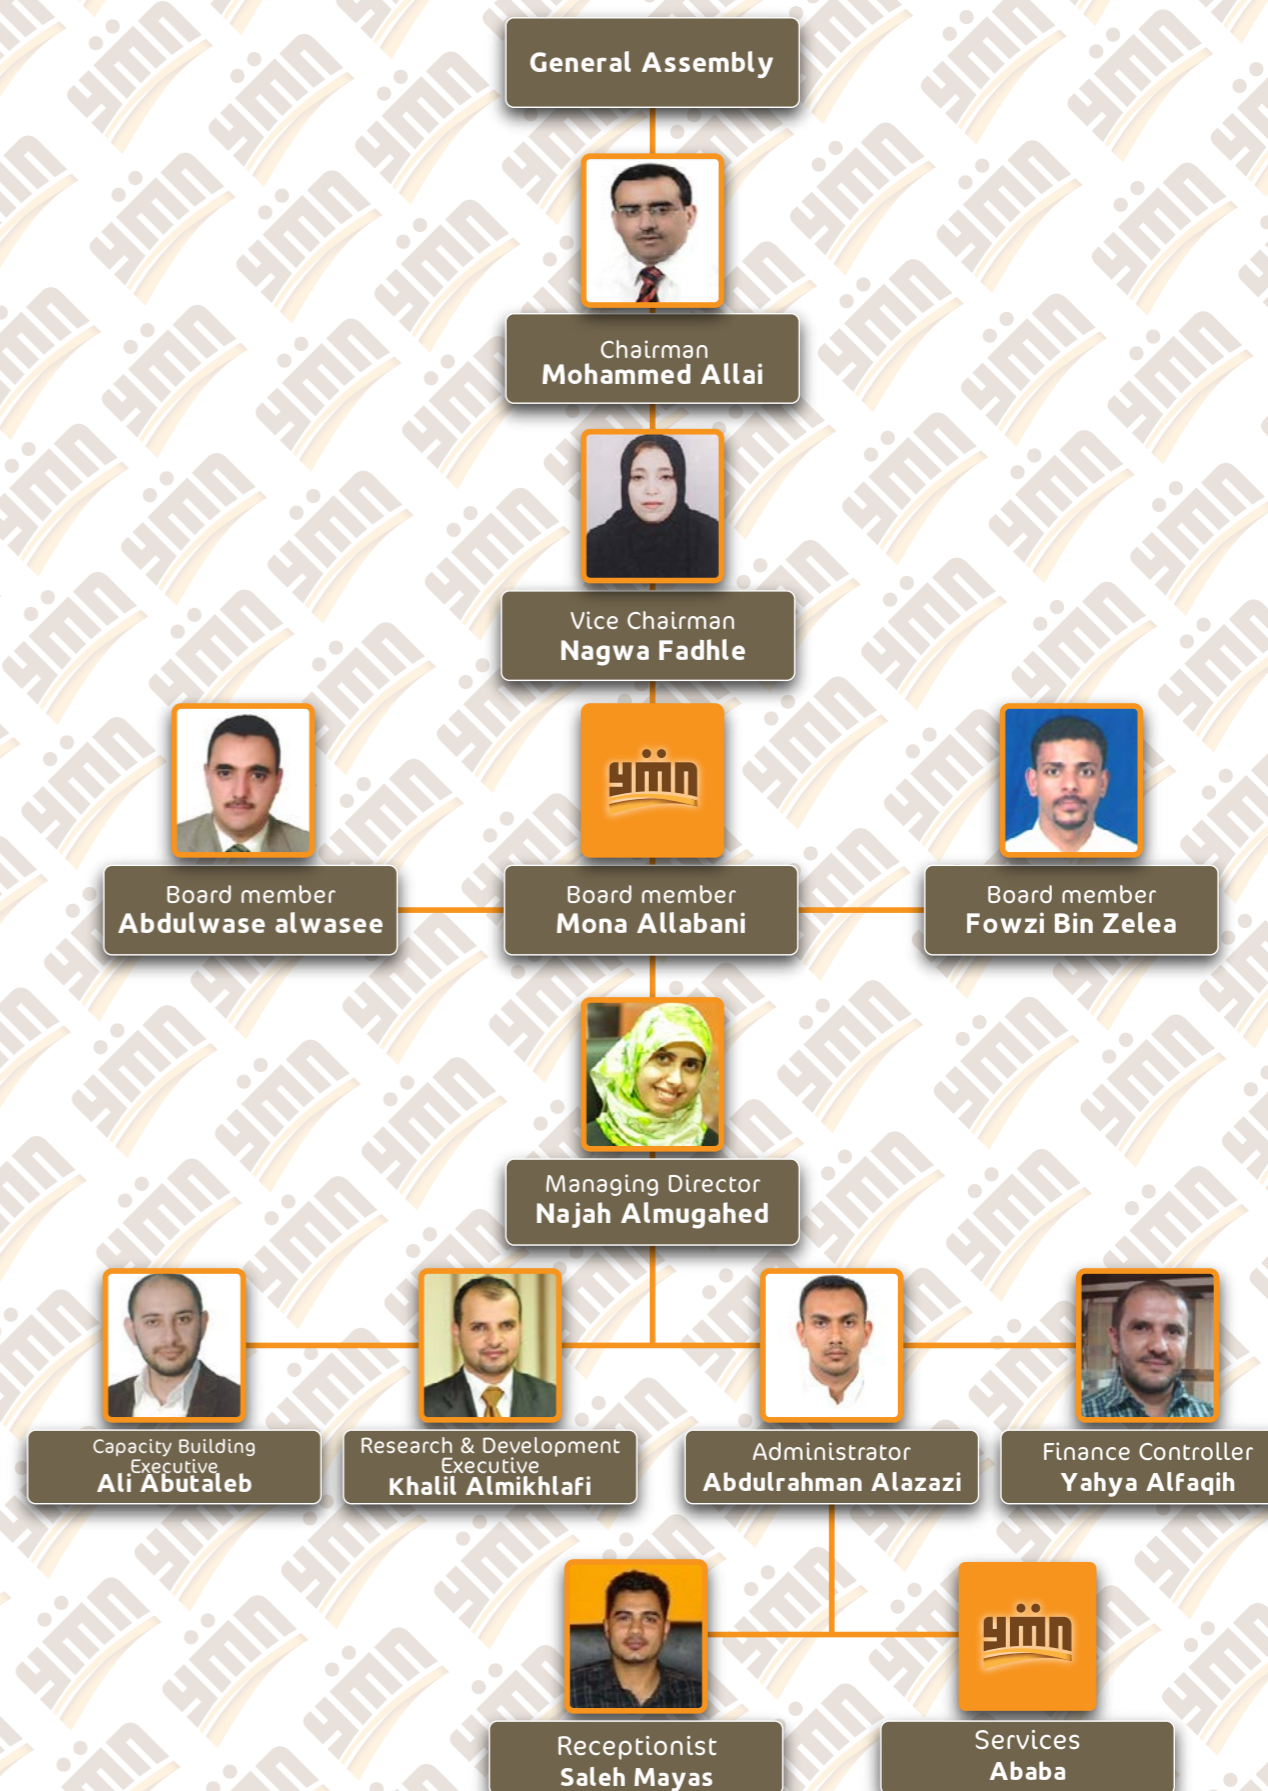 General Assembly
Chairman
Mohammed Allai
Vice Chairman
Nagwa Fadhle
Board member
Abdulwase alwasee
Board member
Mona Allabani
Board member
Fowzi Bin Zelea
Managing Director
Najah Almugahed
Capacity Building
Executive
Ali Abutaleb
Research & Development
Executive
Khalil Almikhlafi
Administrator
Abdulrahman Alazazi
Finance Controller
Yahya Alfaqih
Receptionist
Saleh Mayas
Services
Ababa